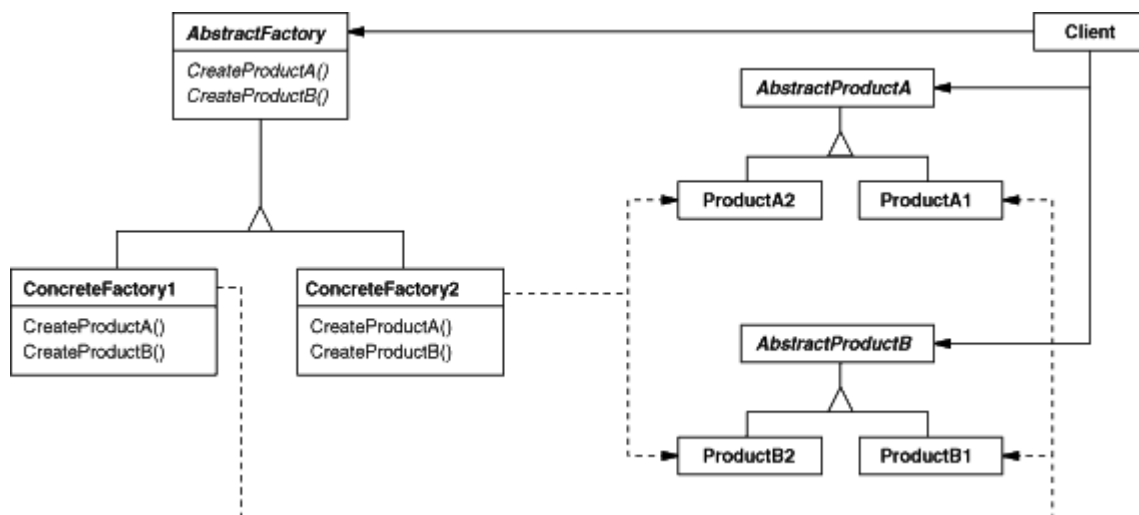 AbstractFactory
CreateProductA()
CreateProductB()
Client
AbstractProductA
ProductA2
ProductA1
ConcreteFactory1
CreateProductA()
CreateProductB()
ConcreteFactory2
CreateProductA()
CreateProductB()
AbstractProductB
ProductB2
ProductB1